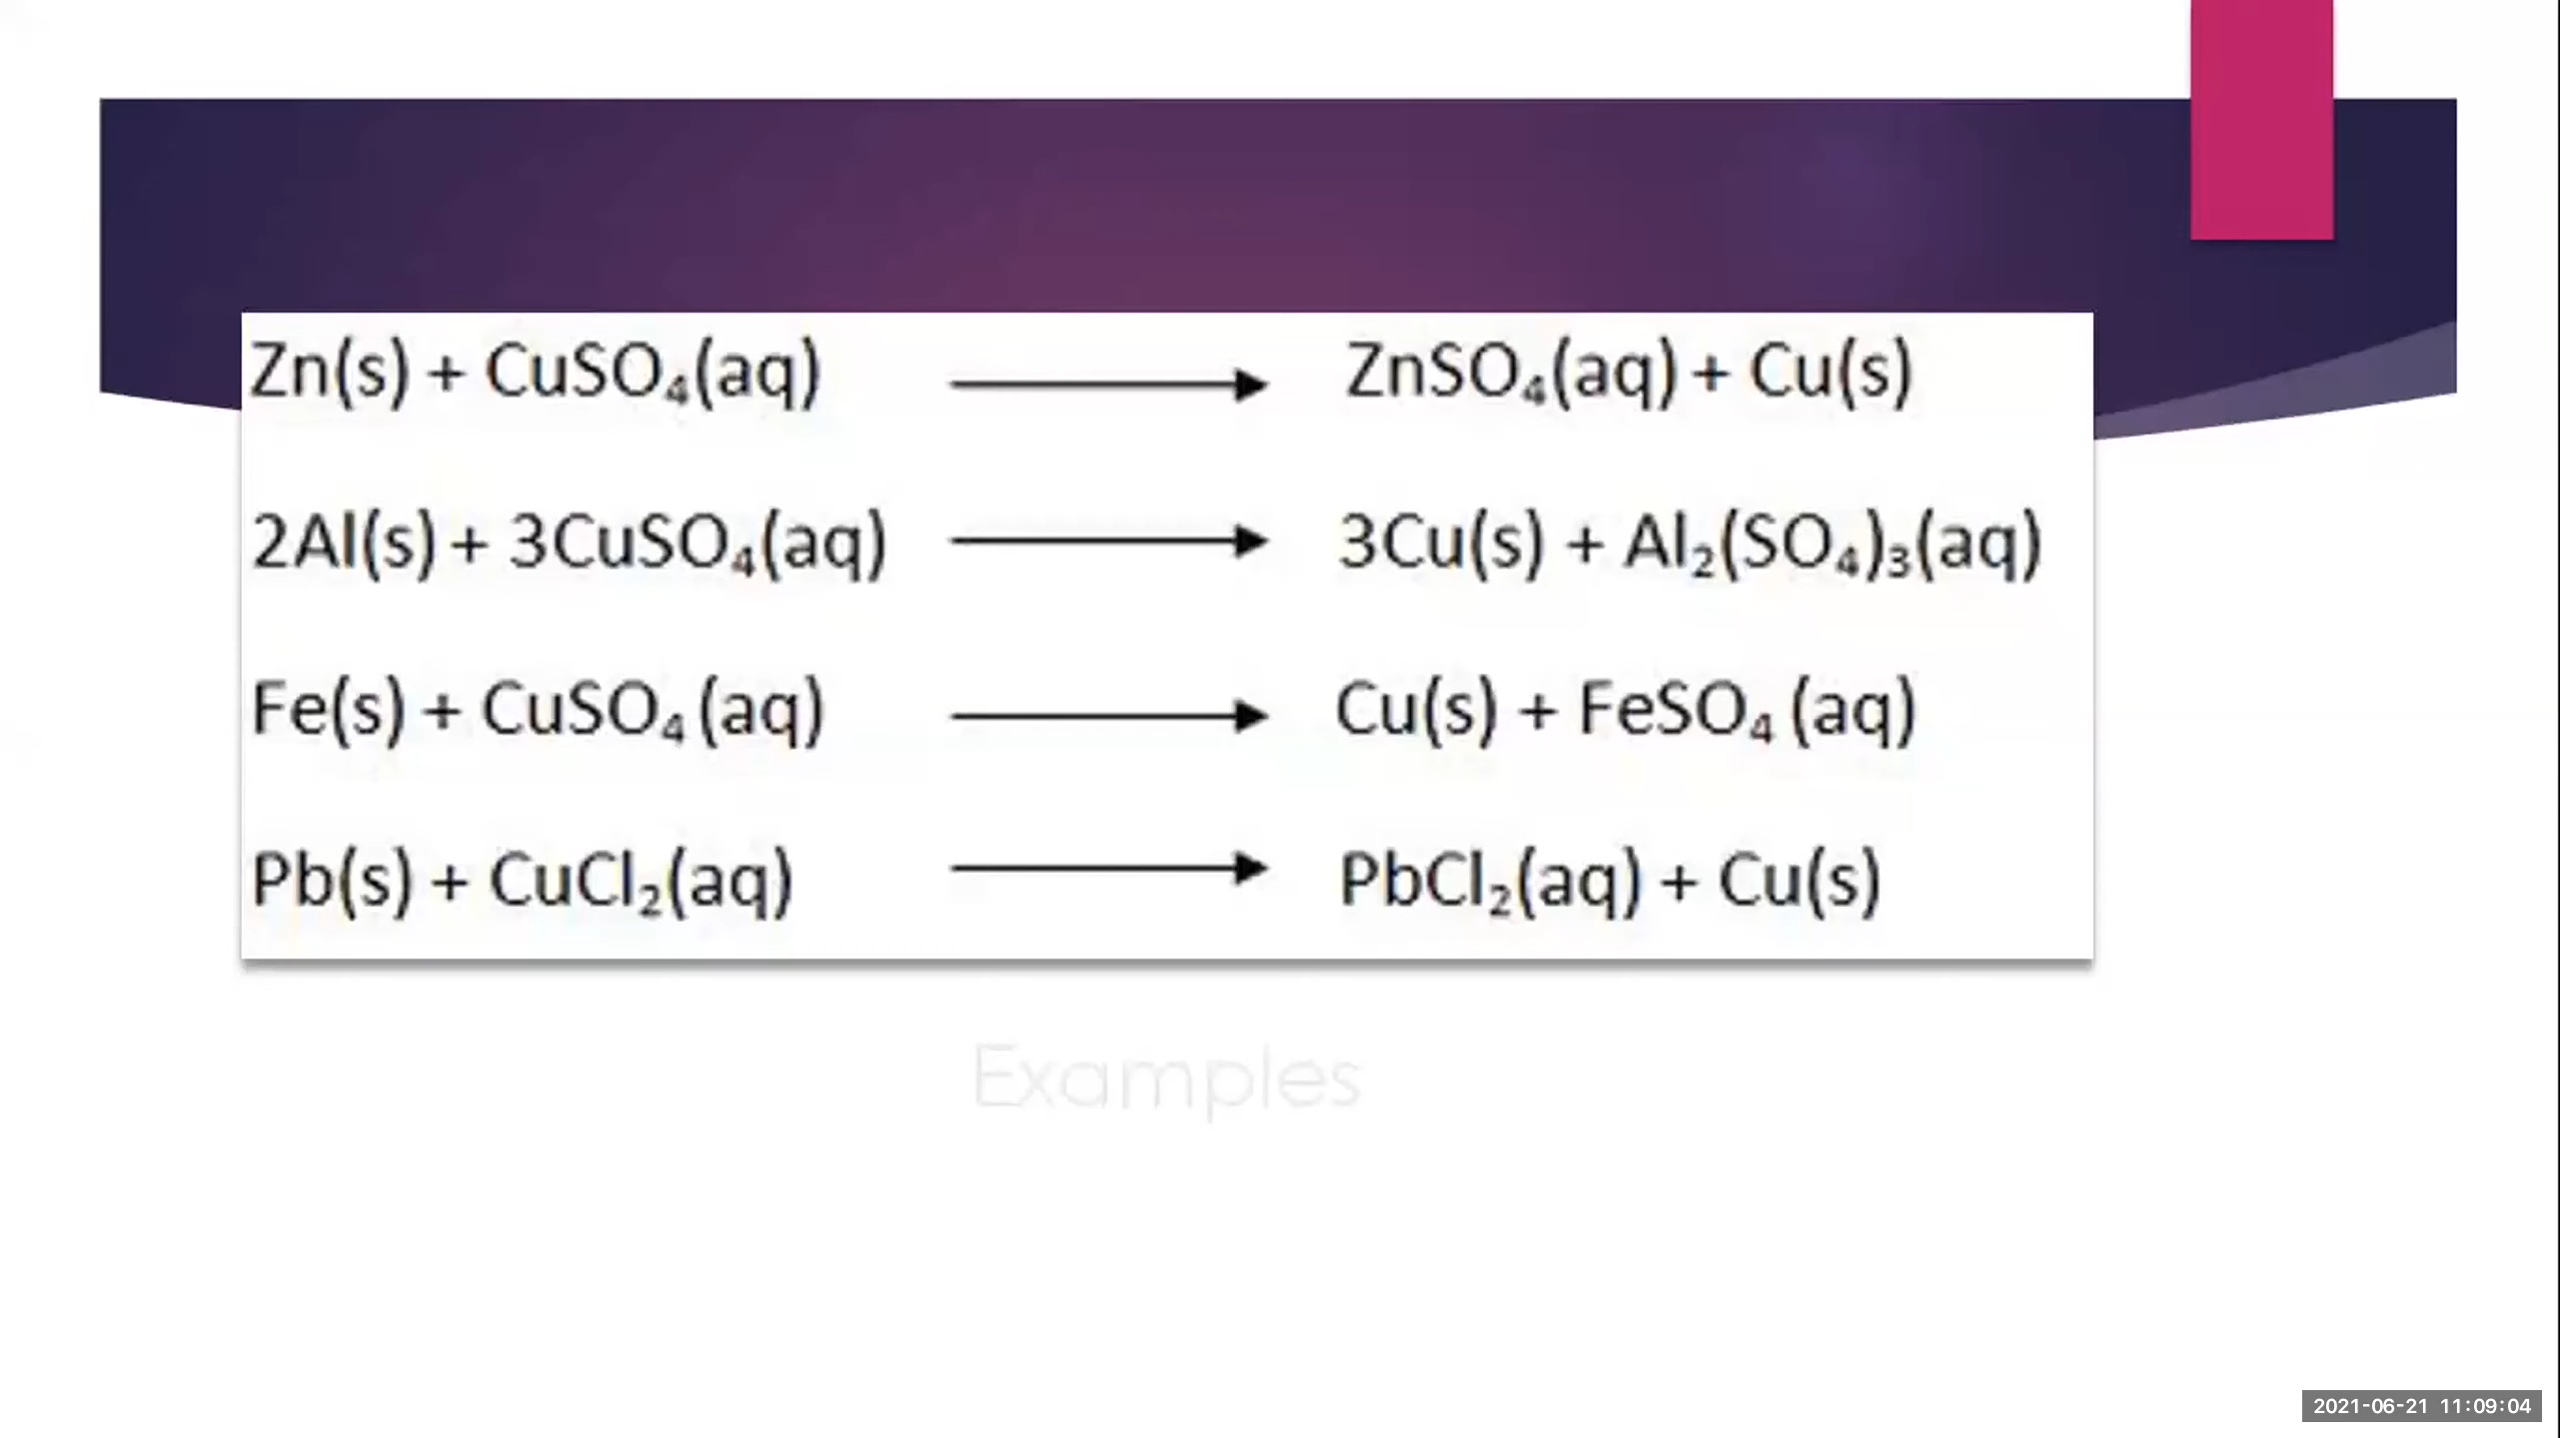 Zn(s) + CuSO₄(aq) ⟶ ZnSO₄(aq) + Cu(s)
2Al(s) + 3CuSO₄(aq) ⟶ 3Cu(s) + Al₂(SO₄)₃(aq)
Fe(s) + CuSO₄ (aq) ⟶ Cu(s) + FeSO₄ (aq)
Pb(s) + CuCl₂(aq) ⟶ PbCl₂(aq) + Cu(s)
Examples
2021-06-21 11:09:04